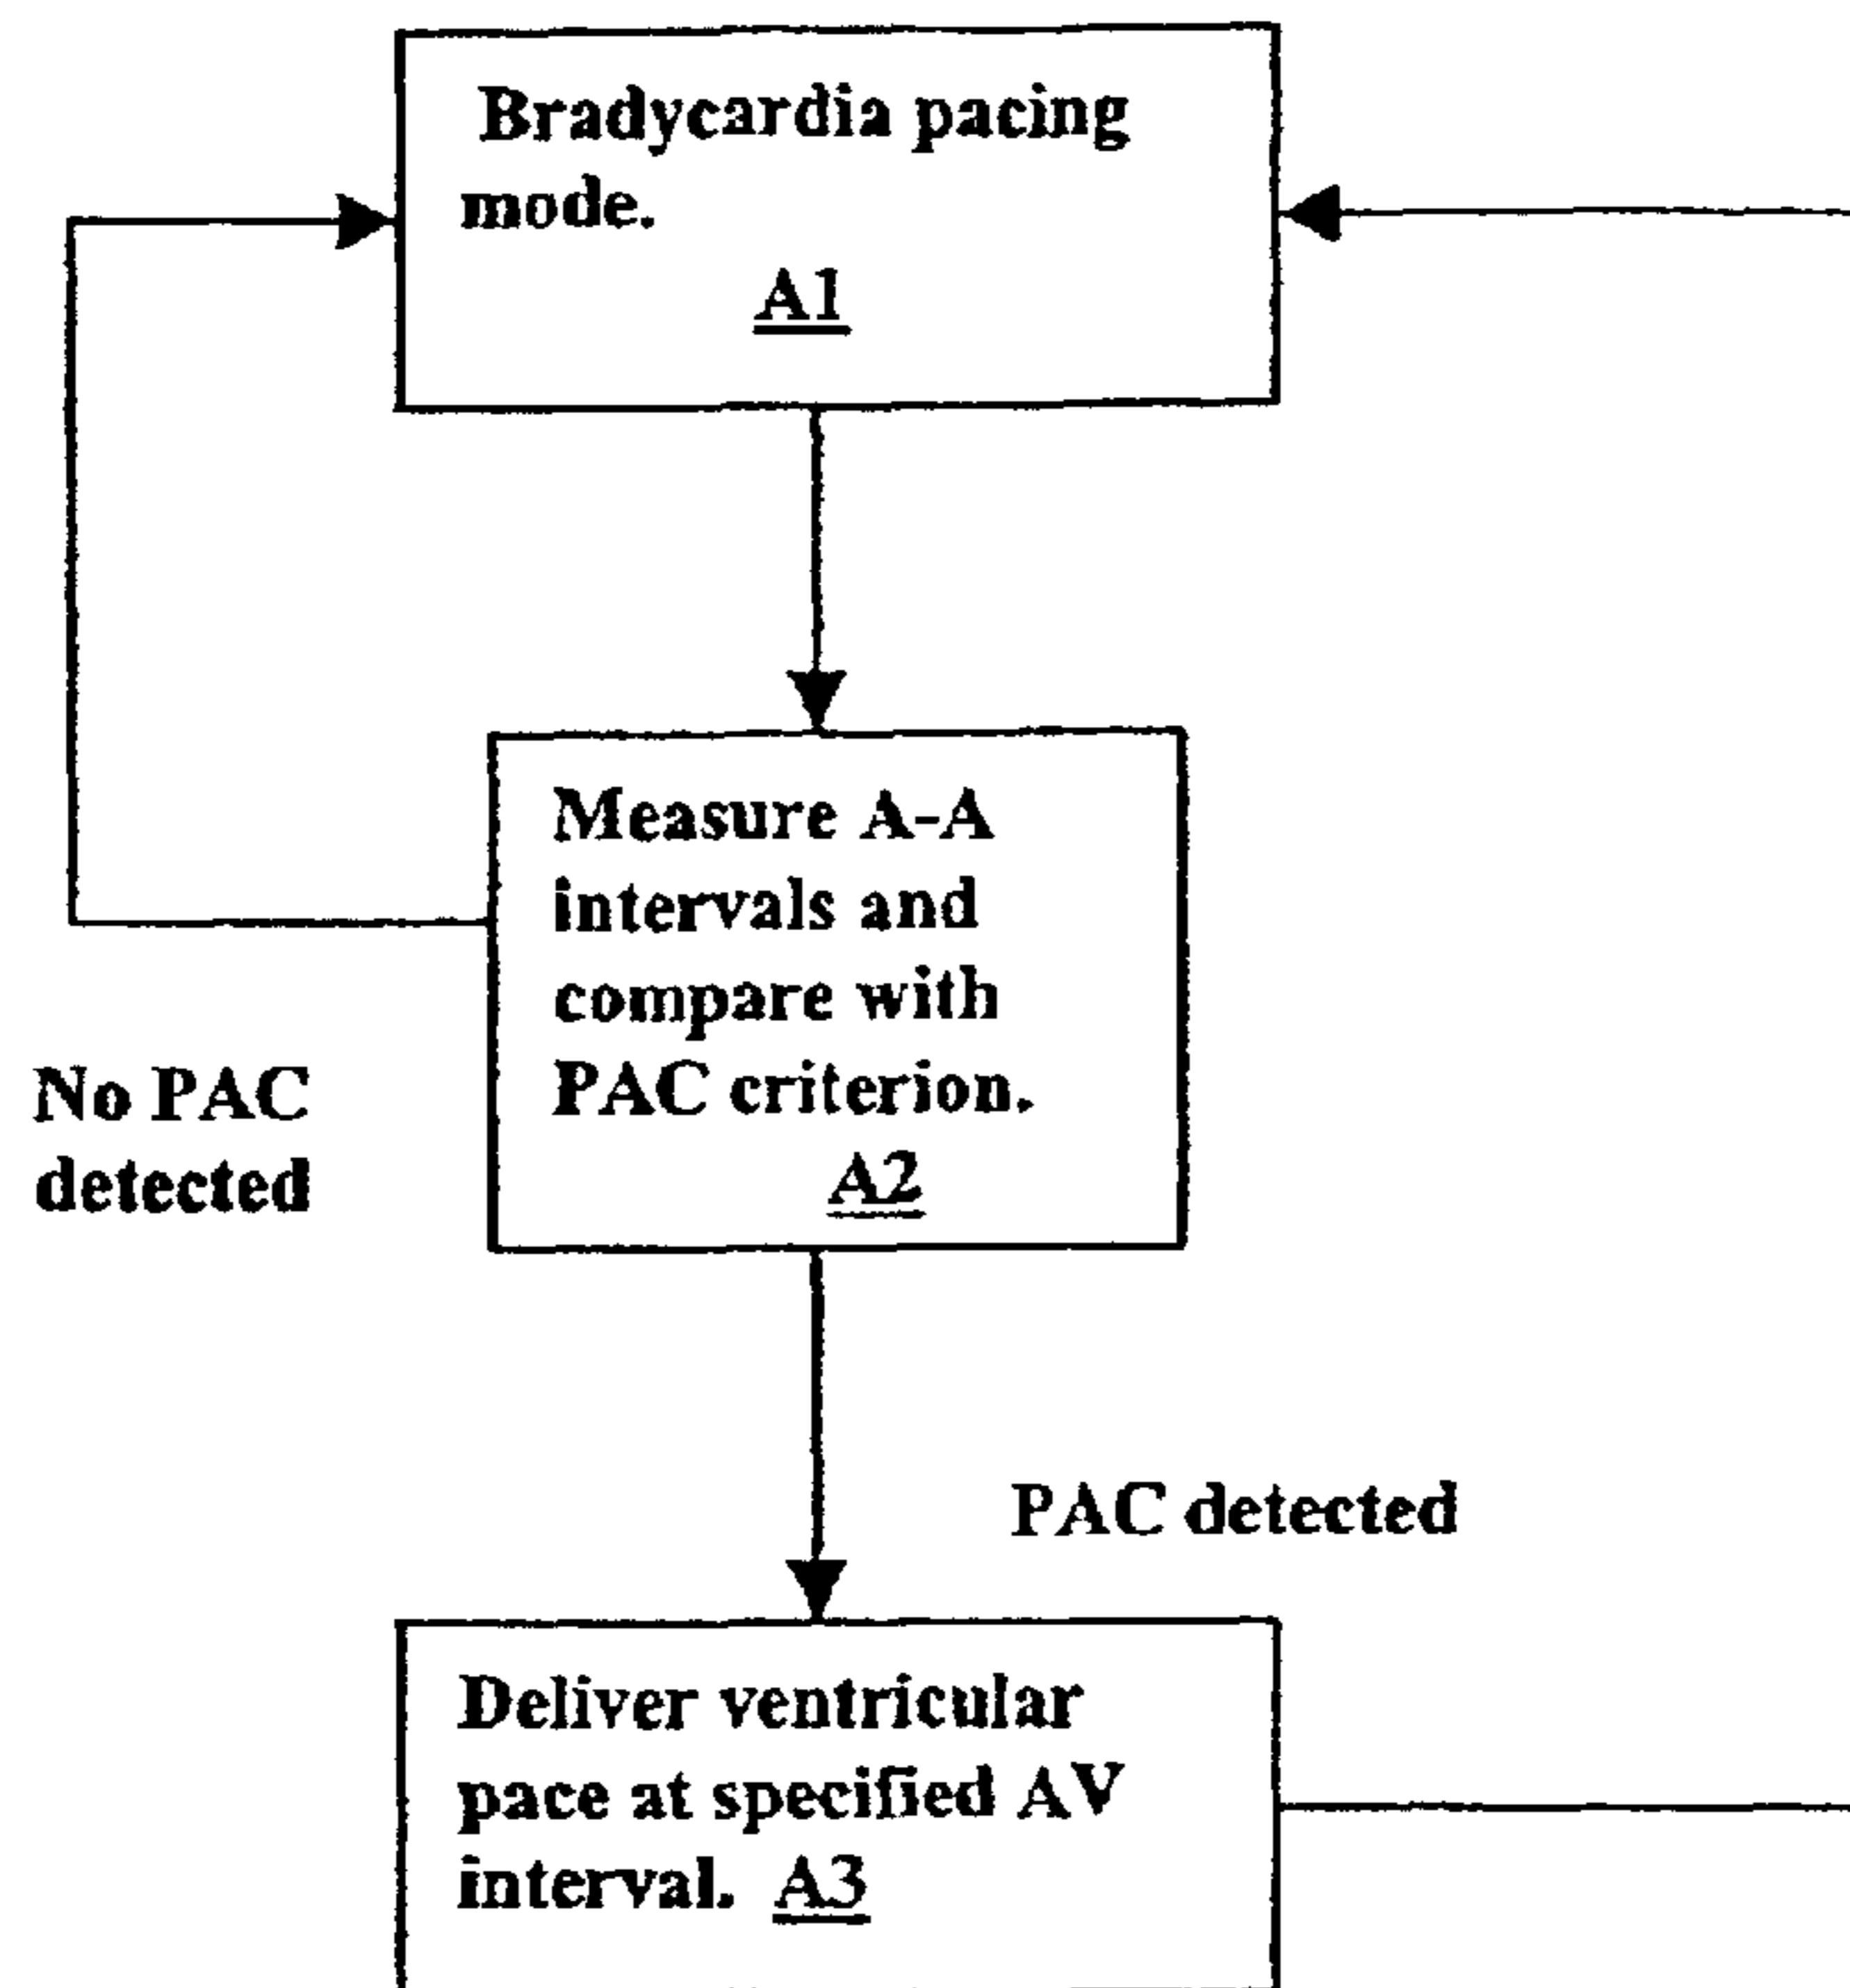 Bradycardia pacing
mode.
A1
Measure A-A
intervals and
compare with
PAC criterion.
A2
No PAC
detected
PAC detected
Deliver ventricular
pace at specified AV
interval. A3